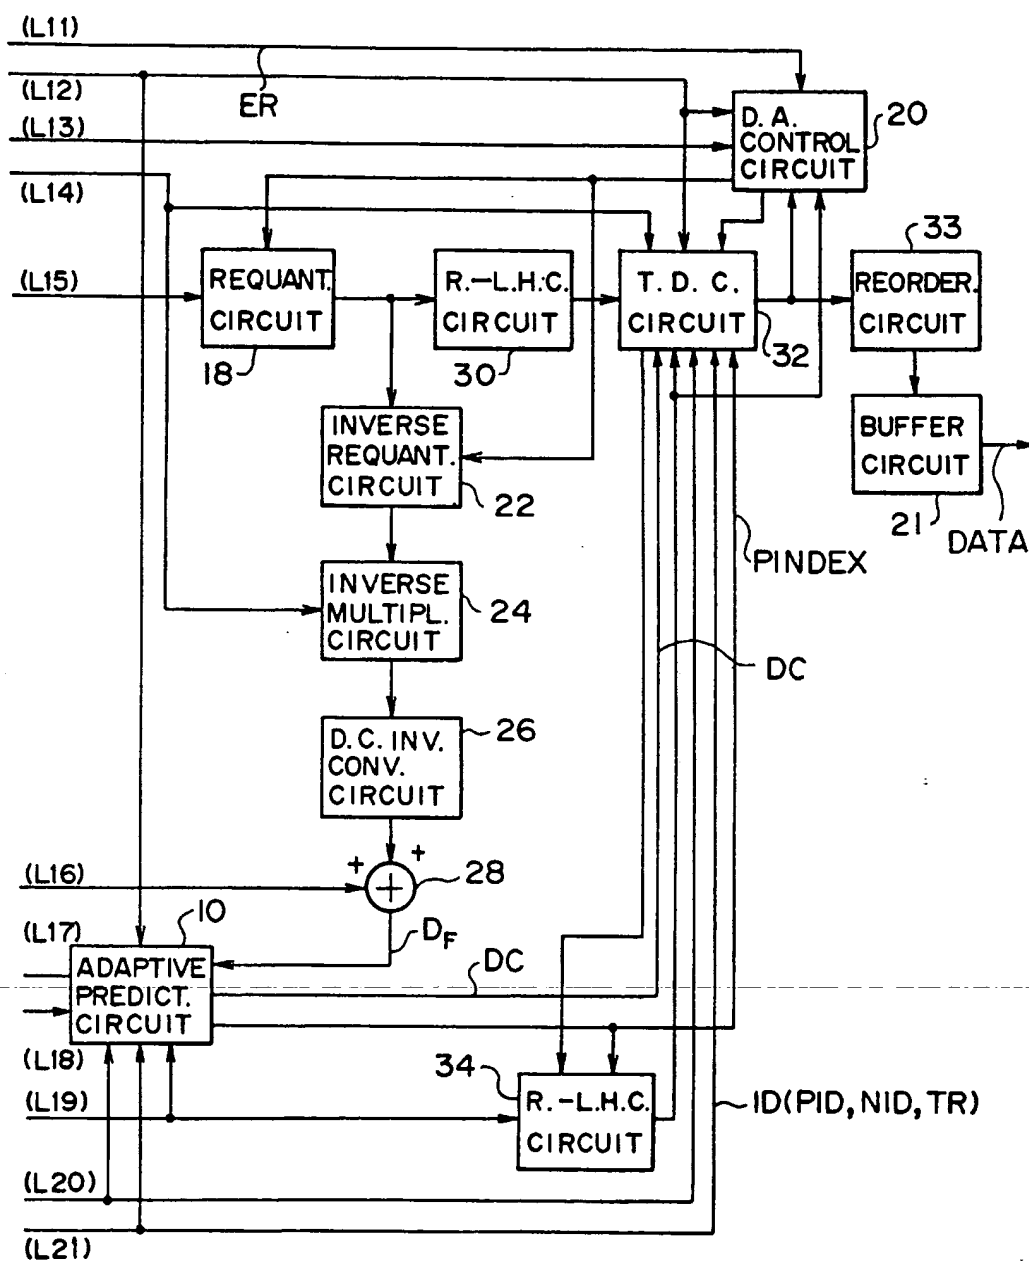 (L11)
(L12)
ER
(L13)
(L14)
D. A.
CONTROL
CIRCUIT
20
(L15)
REQUANT.
CIRCUIT
18
R.-L.H.C.
CIRCUIT
30
T. D. C.
CIRCUIT
32
33
REORDER.
CIRCUIT
INVERSE
REQUANT.
CIRCUIT
22
BUFFER
CIRCUIT
21
DATA
PINDEX
INVERSE
MULTIPL.
CIRCUIT
24
DC
D. C. INV.
CONV.
CIRCUIT
26
(L16)
+ +
+
28
(L17)
10
DF
DC
ADAPTIVE
PREDICT.
CIRCUIT
(L18)
34
(L19)
R.-L.H.C.
CIRCUIT
ID(PID, NID, TR)
(L20)
(L21)